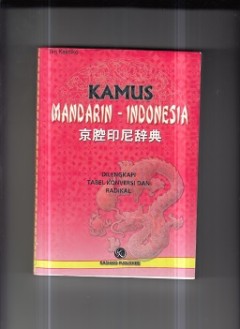 KAMUS
MANDARIN - INDONESIA
京腔印尼辞典
DILENGKAPI
TABEL KONVERSI DAN
RADIKAL